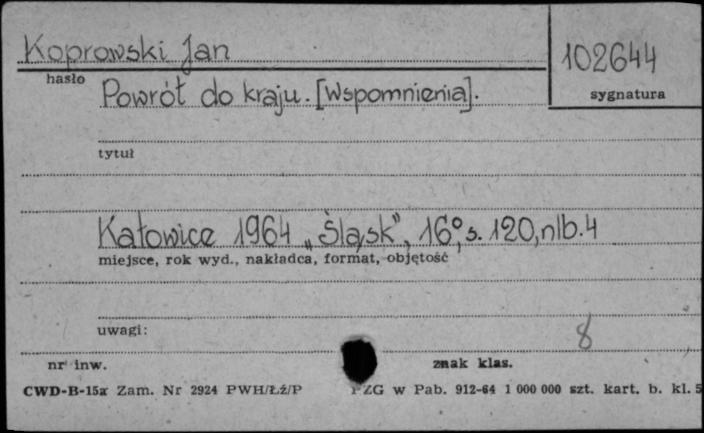 Koprowski Jan
102644
hasło
sygnatura
Powrót do kraju. [Wspomnienia].
tytuł
Katowice 1964 „Śląsk”, 16°, s. 120, nlb. 4
miejsce, rok wyd., nakładca, format, objętość
uwagi:
8
nr inw.
znak klas.
CWD-B-15a Zam. Nr 2924 PWH/Łż/P
PZG w Pab. 912-64 1 000 000 szt. kart. b. kl. 5